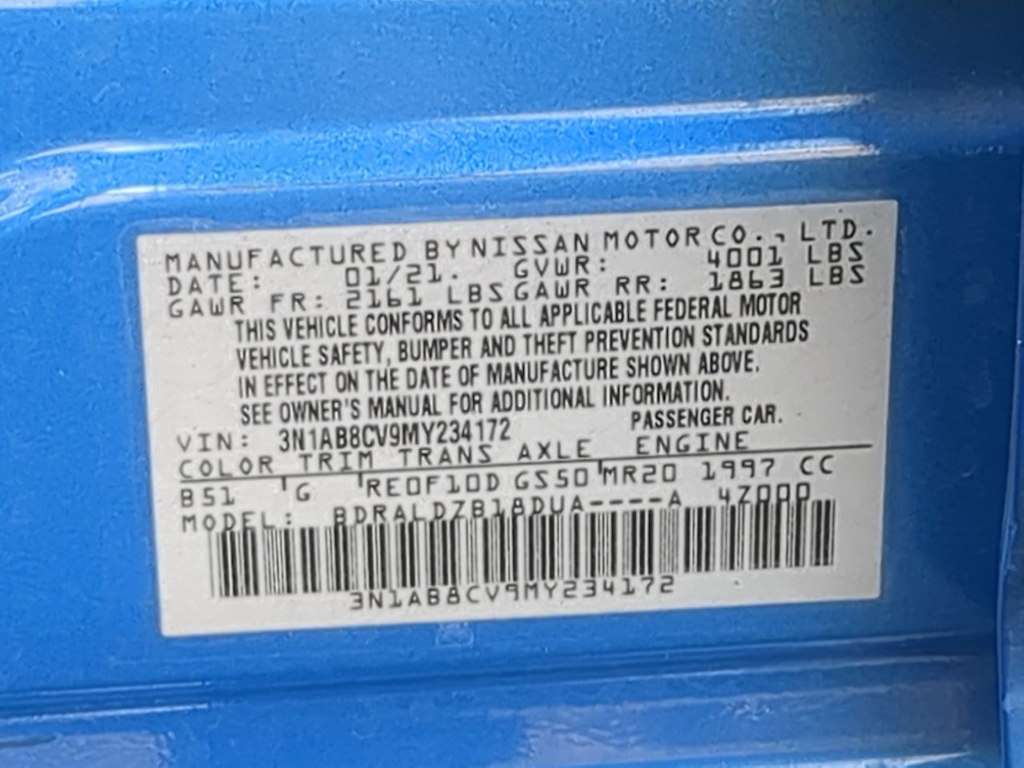 MANUFACTURED BY NISSAN MOTOR CO., LTD.
DATE: 01/21. GVWR: 4001 LBS
GAWR FR: 2161 LBS GAWR RR: 1863 LBS
THIS VEHICLE CONFORMS TO ALL APPLICABLE FEDERAL MOTOR
VEHICLE SAFETY, BUMPER AND THEFT PREVENTION STANDARDS
IN EFFECT ON THE DATE OF MANUFACTURE SHOWN ABOVE.
SEE OWNER'S MANUAL FOR ADDITIONAL INFORMATION.
VIN: 3N1AB8CV9MY234172 PASSENGER CAR.
COLOR TRIM TRANS AXLE ENGINE
B51 G RE0F10D GS50 MR20 1997 CC
MODEL: BDRALDZB18DUA----A 4Z000
3N1AB8CV9MY234172